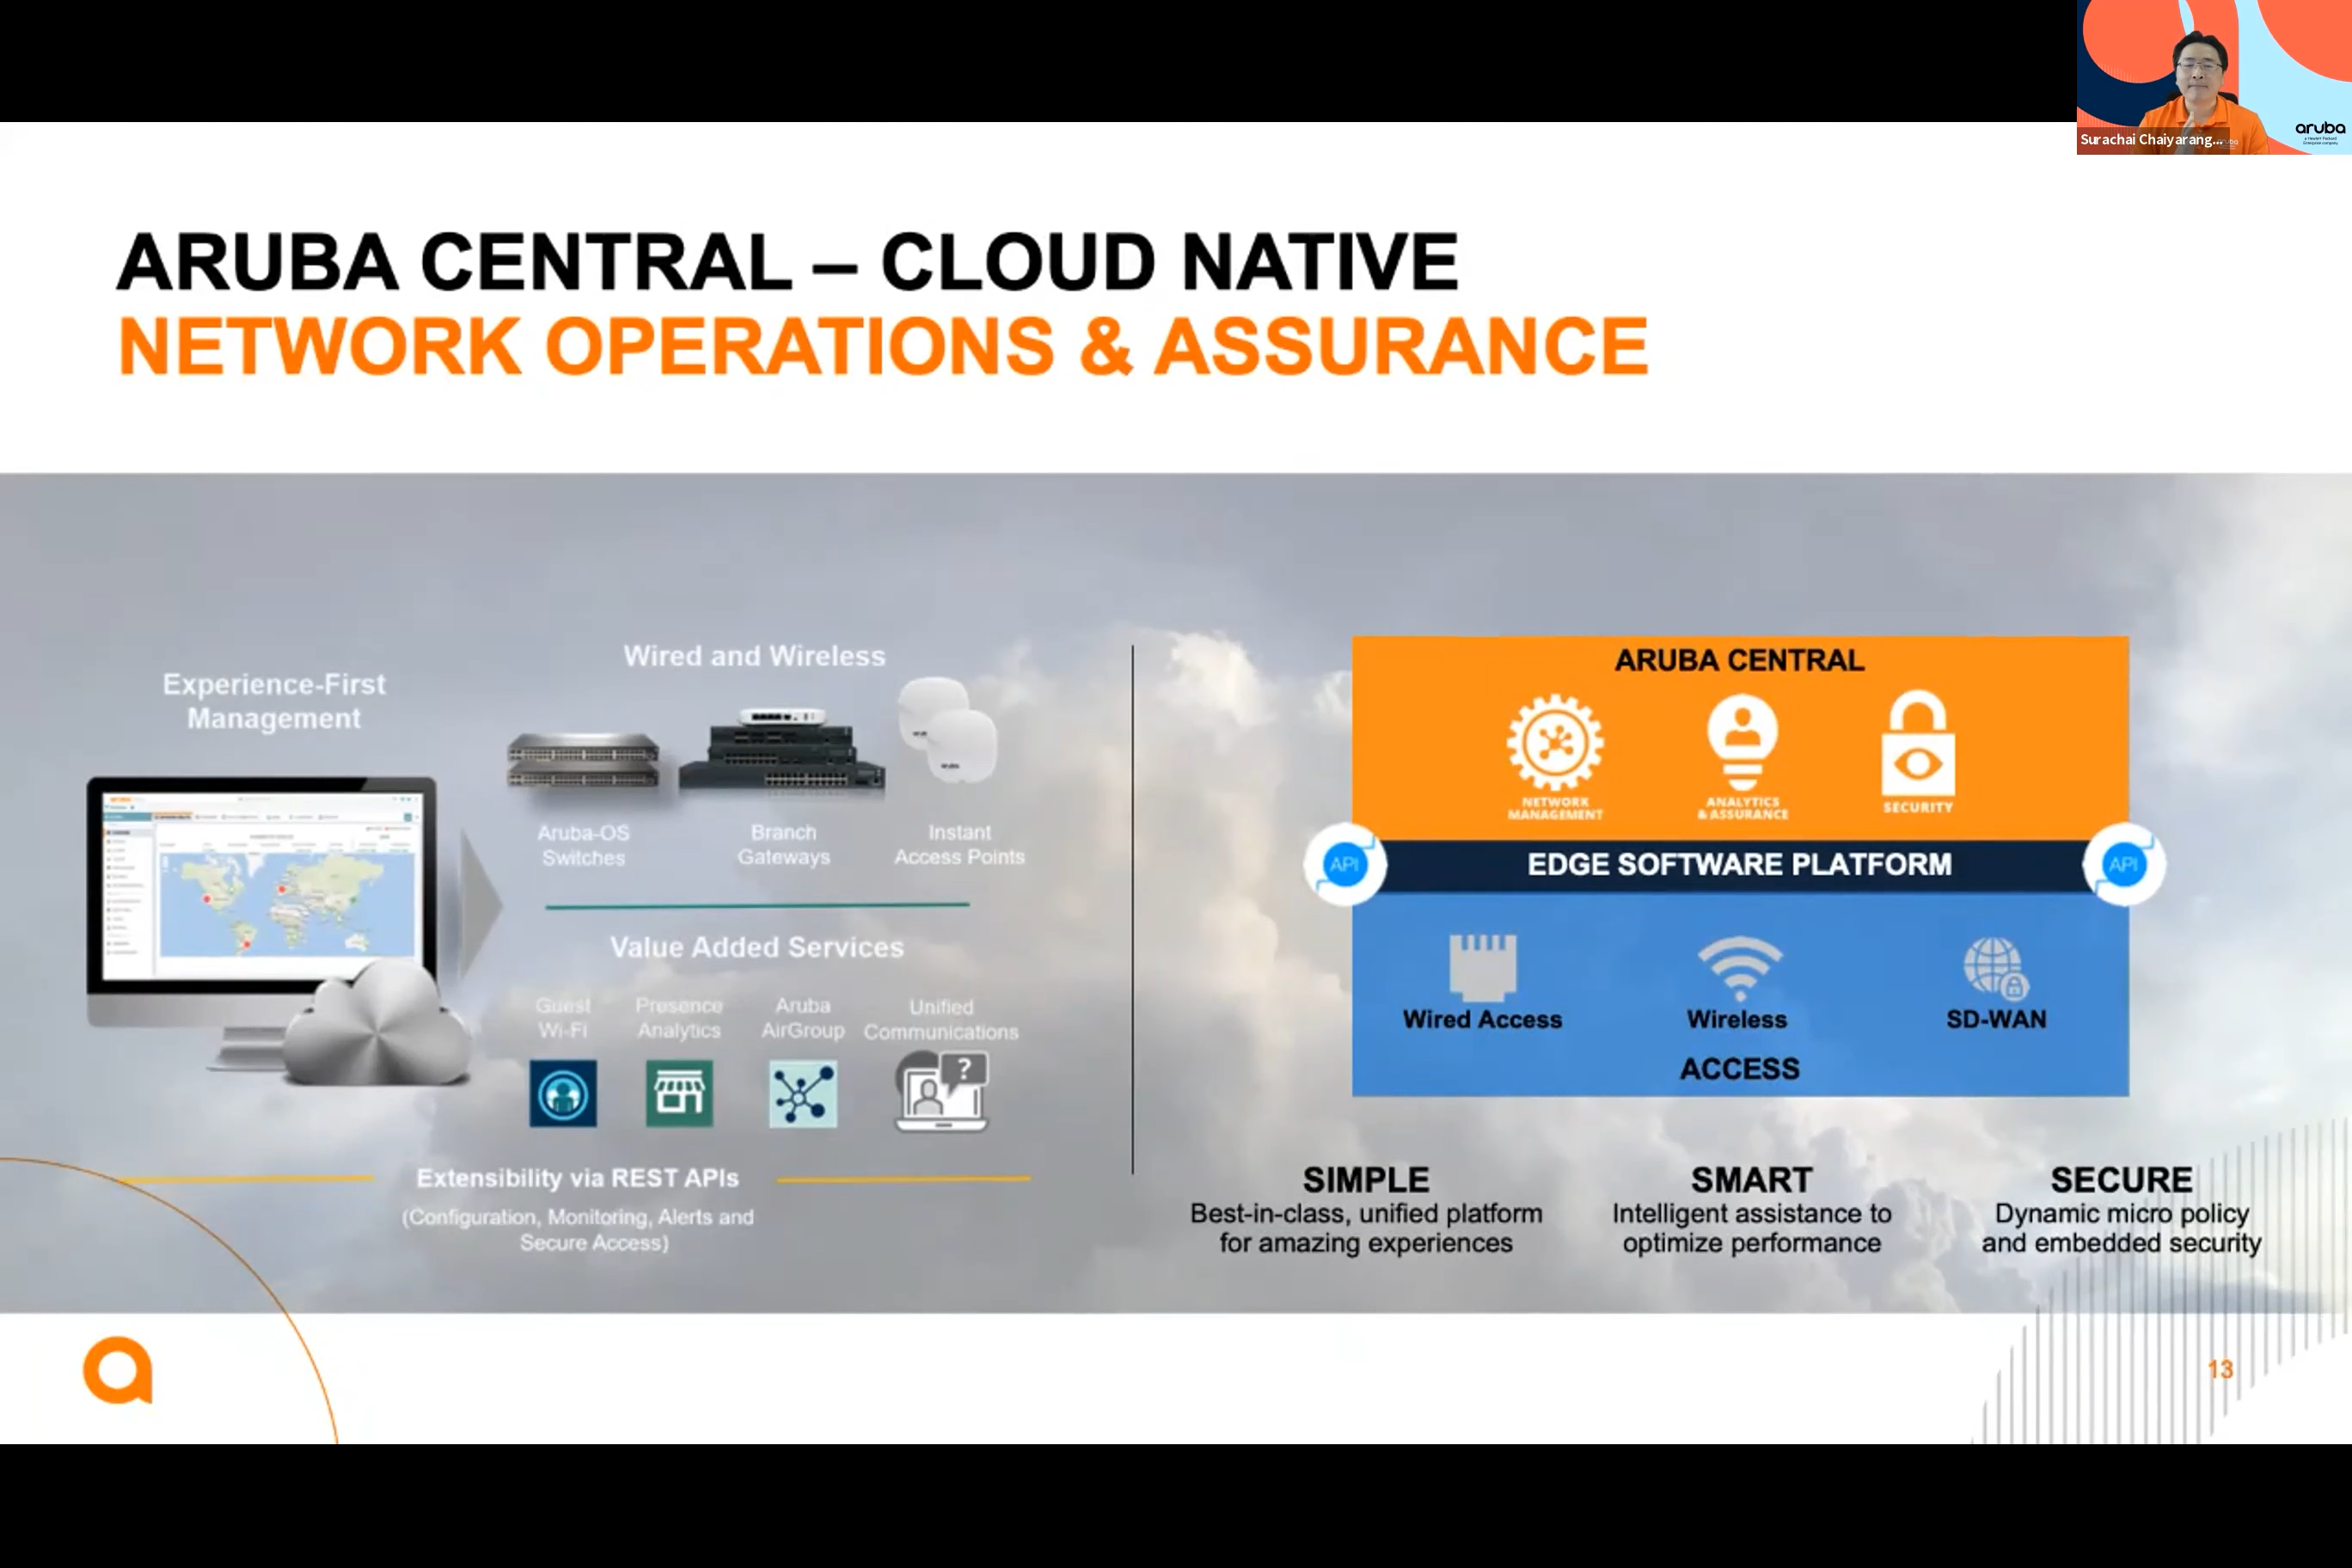 Surachai Chaiyarang...
aruba
a Hewlett Packard
Enterprise company
ARUBA CENTRAL – CLOUD NATIVE
NETWORK OPERATIONS & ASSURANCE
Experience-First
Management
Wired and Wireless
Aruba-OS
Switches
Branch
Gateways
Instant
Access Points
Value Added Services
Guest
Wi-Fi
Presence
Analytics
Aruba
AirGroup
Unified
Communications
?
Extensibility via REST APIs
(Configuration, Monitoring, Alerts and
Secure Access)
ARUBA CENTRAL
NETWORK
MANAGEMENT
ANALYTICS
& ASSURANCE
SECURITY
API
EDGE SOFTWARE PLATFORM
API
Wired Access
Wireless
SD-WAN
ACCESS
SIMPLE
Best-in-class, unified platform
for amazing experiences
SMART
Intelligent assistance to
optimize performance
SECURE
Dynamic micro policy
and embedded security
13